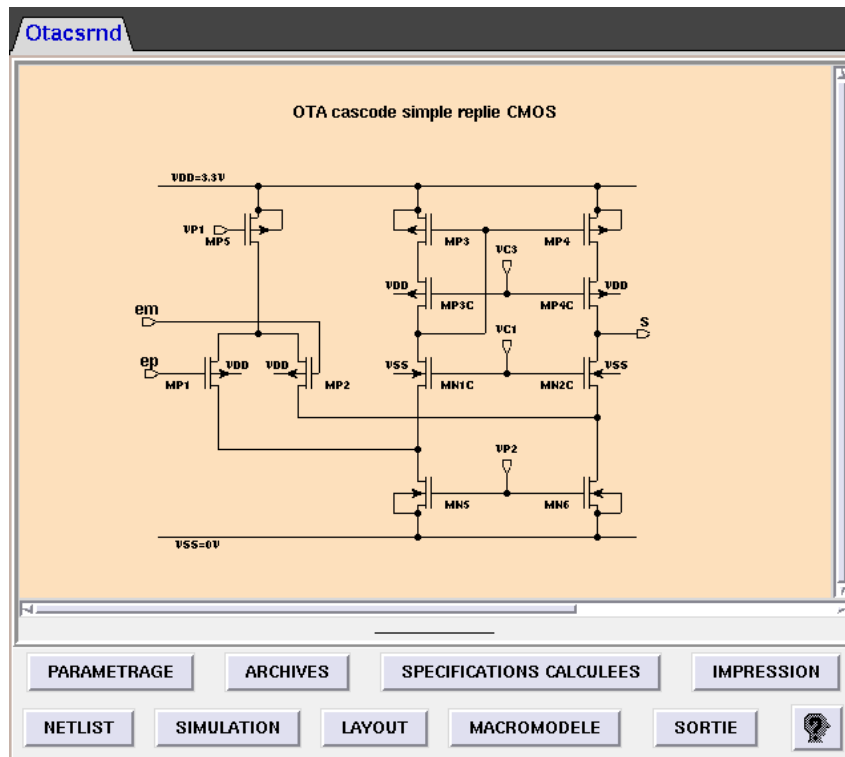 Otacsrnd
OTA cascode simple replie CMOS
VDD=3.3V
VP1
MP5
MP3
VC3
MP4
VDD
MP3C
MP4C
VDD
em
S
VC1
ep
VDD
VDD
VSS
VSS
MP1
MP2
MN1C
MN2C
VP2
MN5
MN6
VSS=0V
PARAMETRAGE
ARCHIVES
SPECIFICATIONS CALCULEES
IMPRESSION
NETLIST
SIMULATION
LAYOUT
MACROMODELE
SORTIE
?